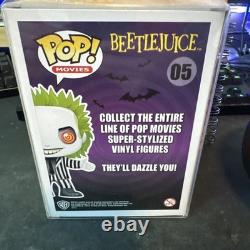 POP!
MOVIES
BEETLEJUICE
05
COLLECT THE ENTIRE
LINE OF POP MOVIES
SUPER-STYLIZED
VINYL FIGURES
THEY'LL DAZZLE YOU!